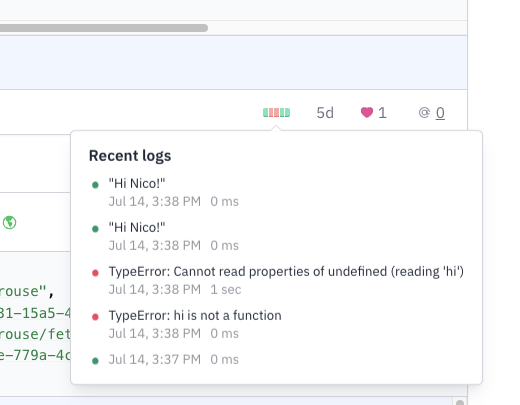 5d
1
@ 0
Recent logs
"Hi Nico!"
Jul 14, 3:38 PM 0 ms
"Hi Nico!"
Jul 14, 3:38 PM 0 ms
TypeError: Cannot read properties of undefined (reading 'hi')
Jul 14, 3:38 PM 1 sec
TypeError: hi is not a function
Jul 14, 3:38 PM 0 ms
Jul 14, 3:37 PM 0 ms
rouse",
31-15a5-4
rouse/fet
e-779a-4c